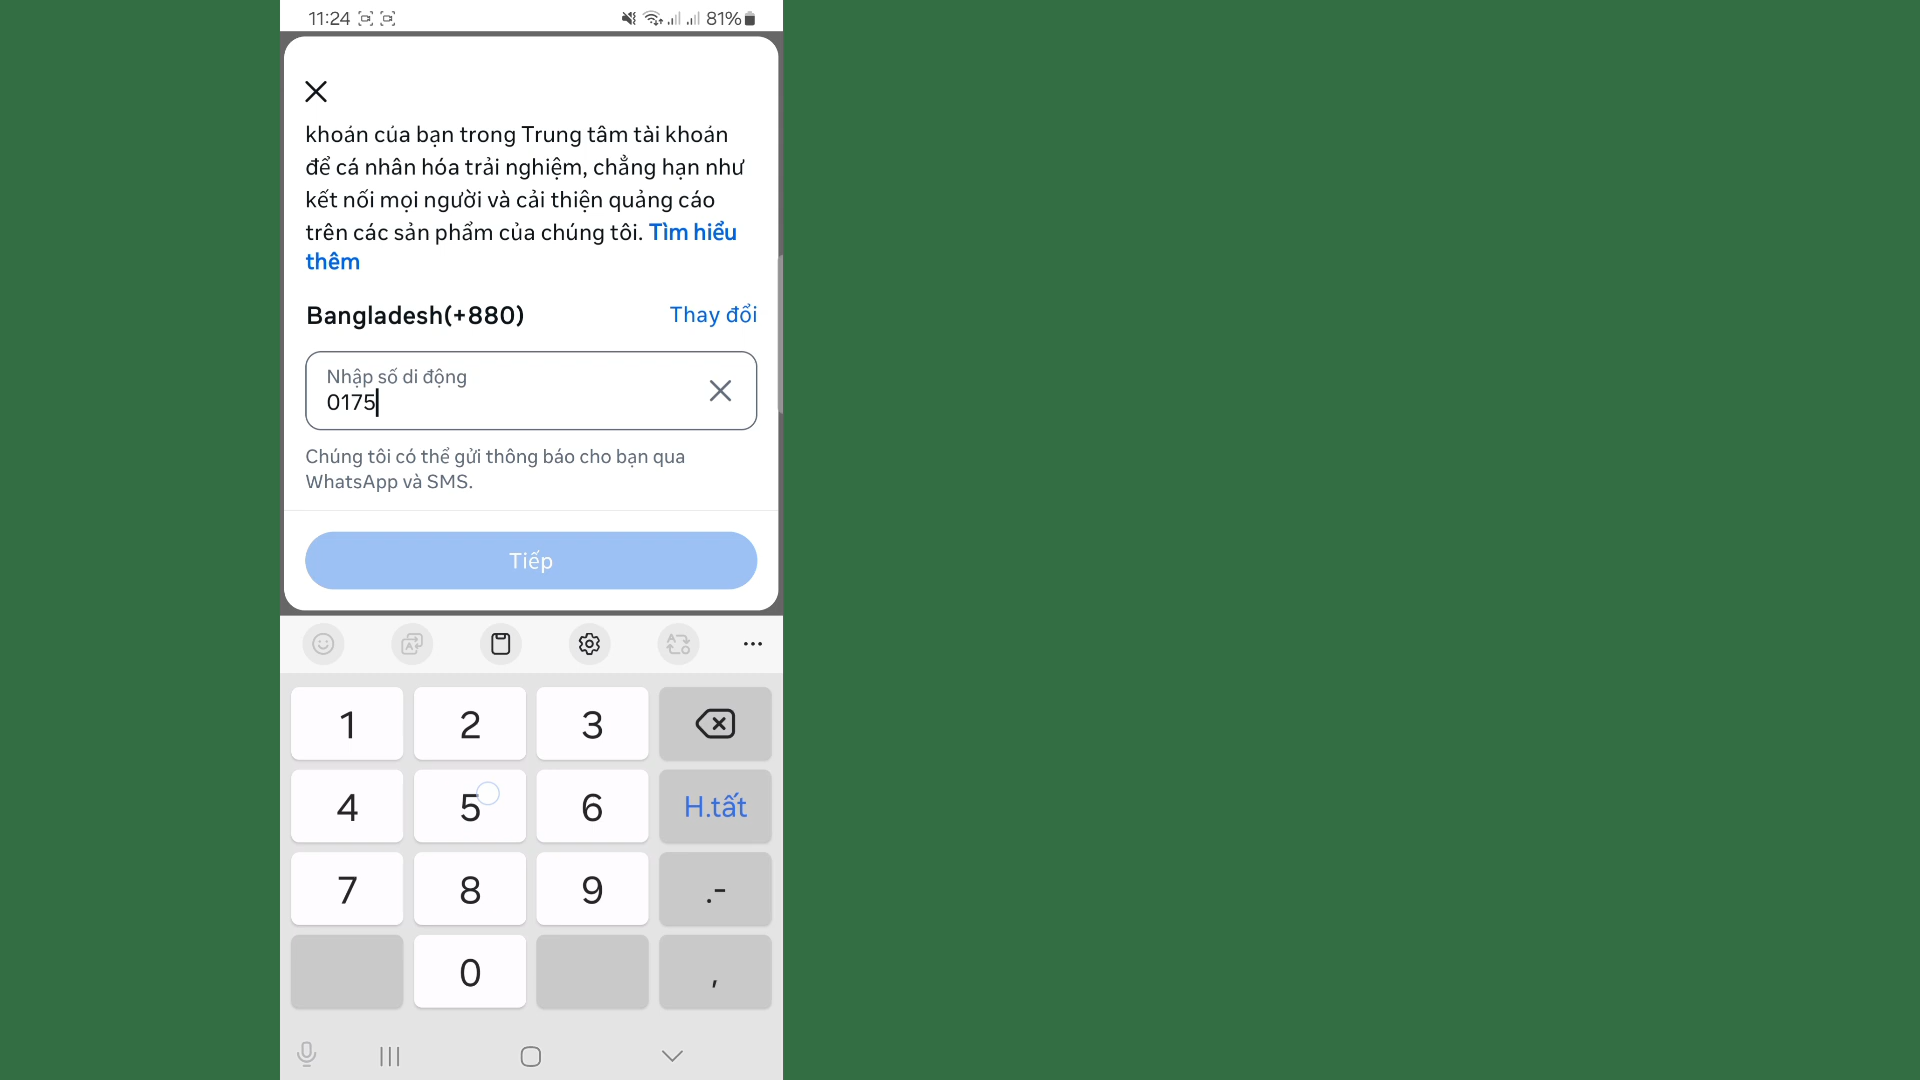 11:24 81%
khoản của bạn trong Trung tâm tài khoản
để cá nhân hóa trải nghiệm, chẳng hạn như
kết nối mọi người và cải thiện quảng cáo
trên các sản phẩm của chúng tôi. Tìm hiểu
thêm
Bangladesh(+880) Thay đổi
Nhập số di động
0175
Chúng tôi có thể gửi thông báo cho bạn qua
WhatsApp và SMS.
Tiếp
1 2 3
4 5 6 H.tất
7 8 9 .-
0 ,